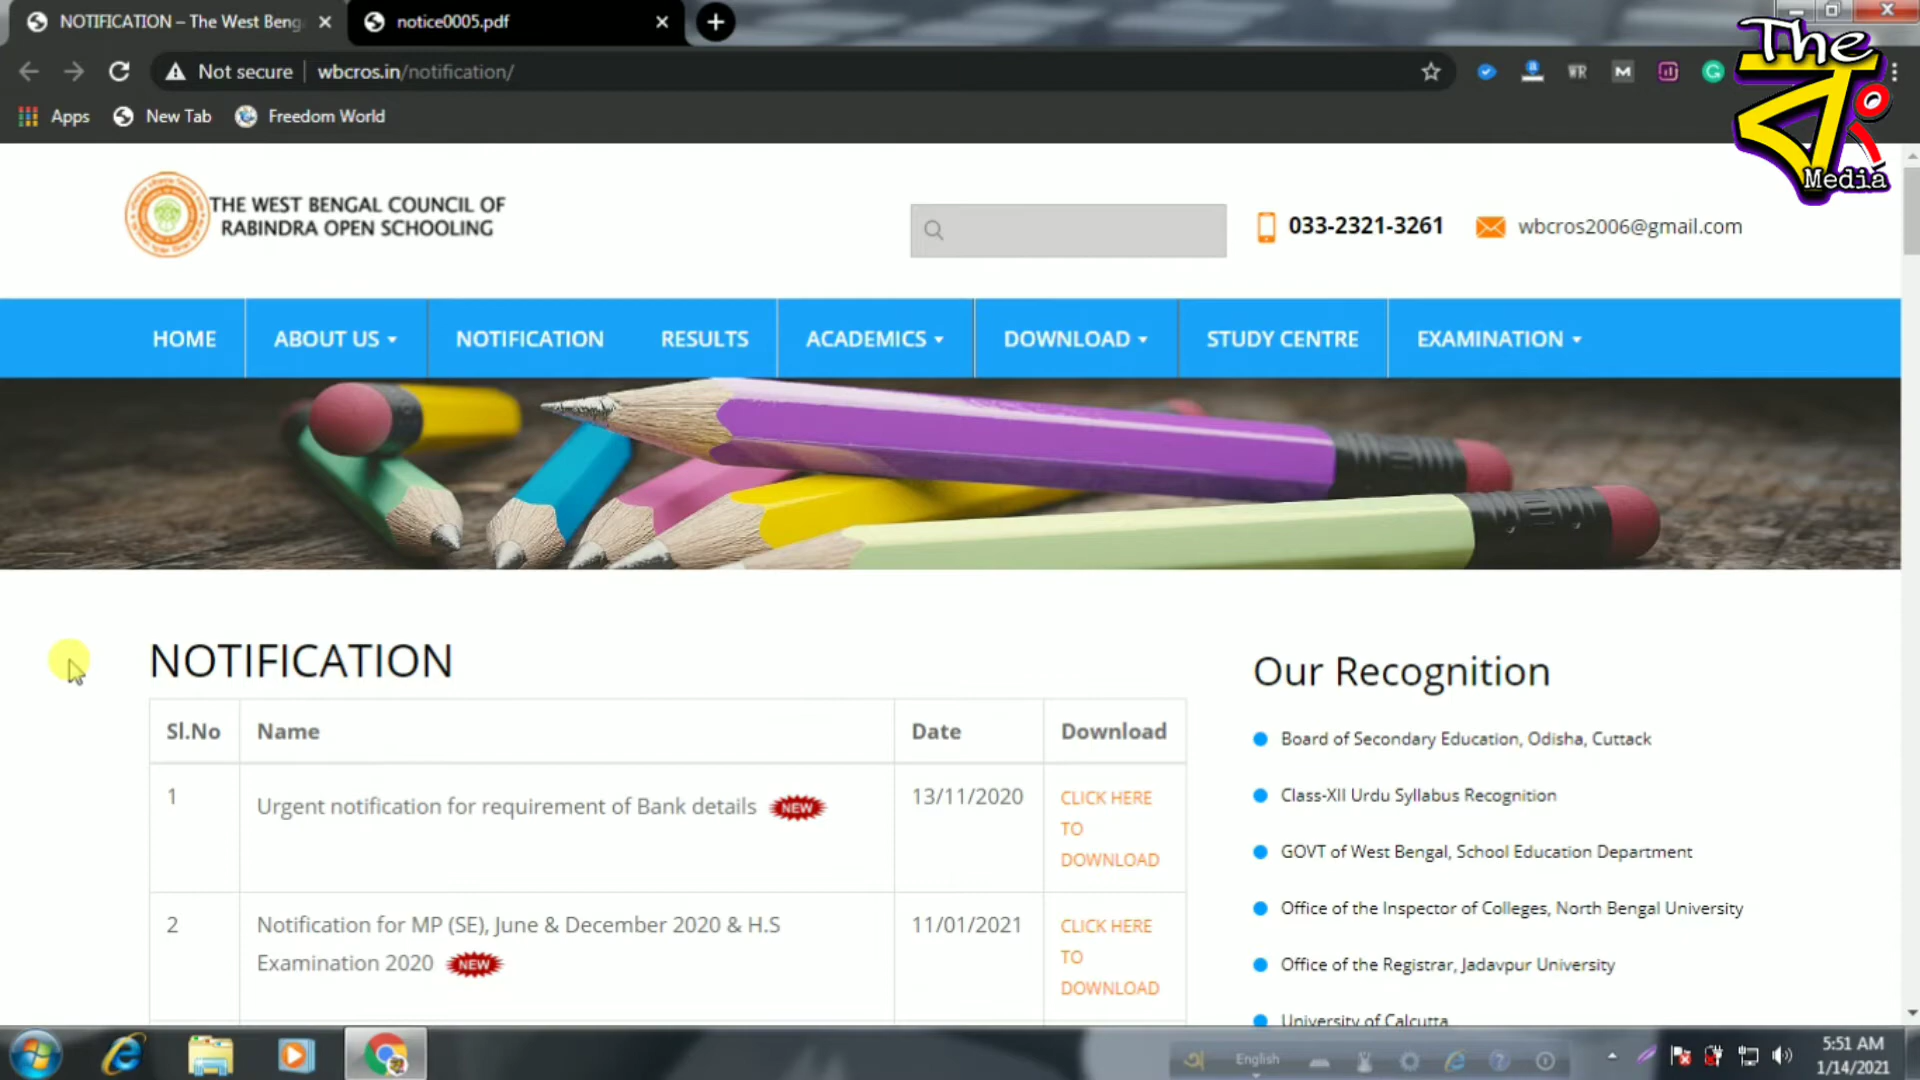 NOTIFICATION – The West Beng
notice0005.pdf
Not secure
wbcros.in/notification/
WR
M
Apps
New Tab
Freedom World
The
Media
THE WEST BENGAL COUNCIL OF
RABINDRA OPEN SCHOOLING
033-2321-3261
wbcros2006@gmail.com
HOME
ABOUT US
NOTIFICATION
RESULTS
ACADEMICS
DOWNLOAD
STUDY CENTRE
EXAMINATION
NOTIFICATION
Sl.No
Name
Date
Download
1
Urgent notification for requirement of Bank details NEW
13/11/2020
CLICK HERE
TO
DOWNLOAD
2
Notification for MP (SE), June & December 2020 & H.S
Examination 2020 NEW
11/01/2021
CLICK HERE
TO
DOWNLOAD
Our Recognition
Board of Secondary Education, Odisha, Cuttack
Class-XII Urdu Syllabus Recognition
GOVT of West Bengal, School Education Department
Office of the Inspector of Colleges, North Bengal University
Office of the Registrar, Jadavpur University
University of Calcutta
English
5:51 AM
1/14/2021